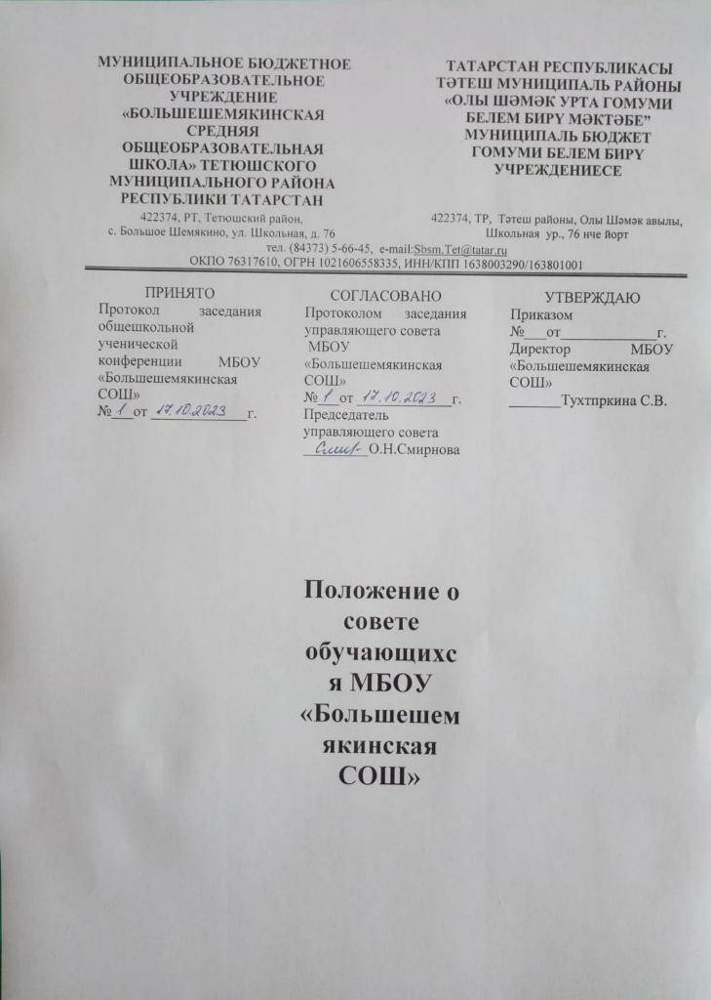 МУНИЦИПАЛЬНОЕ БЮДЖЕТНОЕ
ОБЩЕОБРАЗОВАТЕЛЬНОЕ
УЧРЕЖДЕНИЕ
«БОЛЬШЕШЕМЯКИНСКАЯ
СРЕДНЯЯ
ОБЩЕОБРАЗОВАТЕЛЬНАЯ
ШКОЛА» ТЕТЮШСКОГО
МУНИЦИПАЛЬНОГО РАЙОНА
РЕСПУБЛИКИ ТАТАРСТАН
422374, РТ, Тетюшский район,
с. Большое Шемякино, ул. Школьная, д. 76
ТАТАРСТАН РЕСПУБЛИКАСЫ
ТӘТЕШ МУНИЦИПАЛЬ РАЙОНЫ
«ОЛЫ ШӘМӘК УРТА ГОМУМИ
БЕЛЕМ БИРҮ МӘКТӘБЕ”
МУНИЦИПАЛЬ БЮДЖЕТ
ГОМУМИ БЕЛЕМ БИРҮ
УЧРЕЖДЕНИЕСЕ
422374, ТР, Тәтеш районы, Олы Шәмәк авылы,
Школьная ур., 76 нче йорт
тел. (84373) 5-66-45, e-mail:Sbsm.Tet@tatar.ru
ОКПО 76317610, ОГРН 1021606558335, ИНН/КПП 1638003290/163801001
ПРИНЯТО
Протокол заседания
общешкольной
ученической
конференции МБОУ
«Большешемякинская
СОШ»
№ 1 от 17.10.2023 г.
СОГЛАСОВАНО
Протоколом заседания
управляющего совета
МБОУ
«Большешемякинская
СОШ»
№ 1 от 17.10.2023 г.
Председатель
управляющего совета
О.Н.Смирнова
УТВЕРЖДАЮ
Приказом
№___от_____________г.
Директор МБОУ
«Большешемякинская
СОШ»
_______Тухтпркина С.В.
Положение о
совете
обучающихс
я МБОУ
«Большешем
якинская
СОШ»